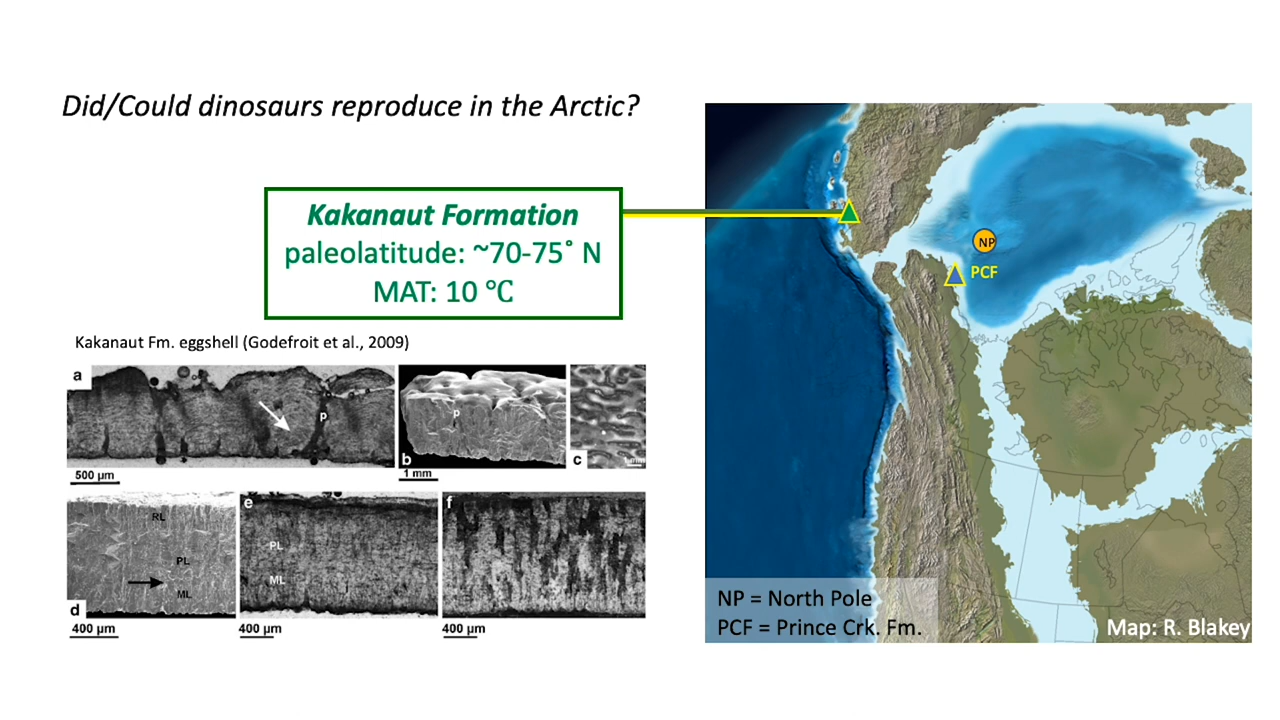 Did/Could dinosaurs reproduce in the Arctic?
Kakanaut Formation
paleolatitude: ~70-75˚ N
MAT: 10 ℃
Kakanaut Fm. eggshell (Godefroit et al., 2009)
a
p
500 µm
b
p
1 mm
c
1 mm
d
RL
PL
ML
400 µm
e
PL
ML
400 µm
f
400 µm
NP
PCF
NP = North Pole
PCF = Prince Crk. Fm.
Map: R. Blakey